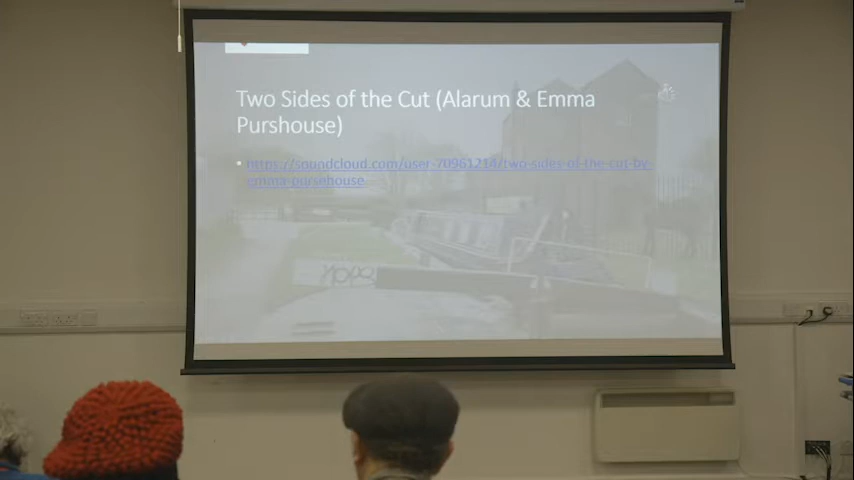 Two Sides of the Cut (Alarum & Emma
Purshouse)
https://soundcloud.com/user-70961214/two-sides-of-the-cut-by-
emma-purshouse